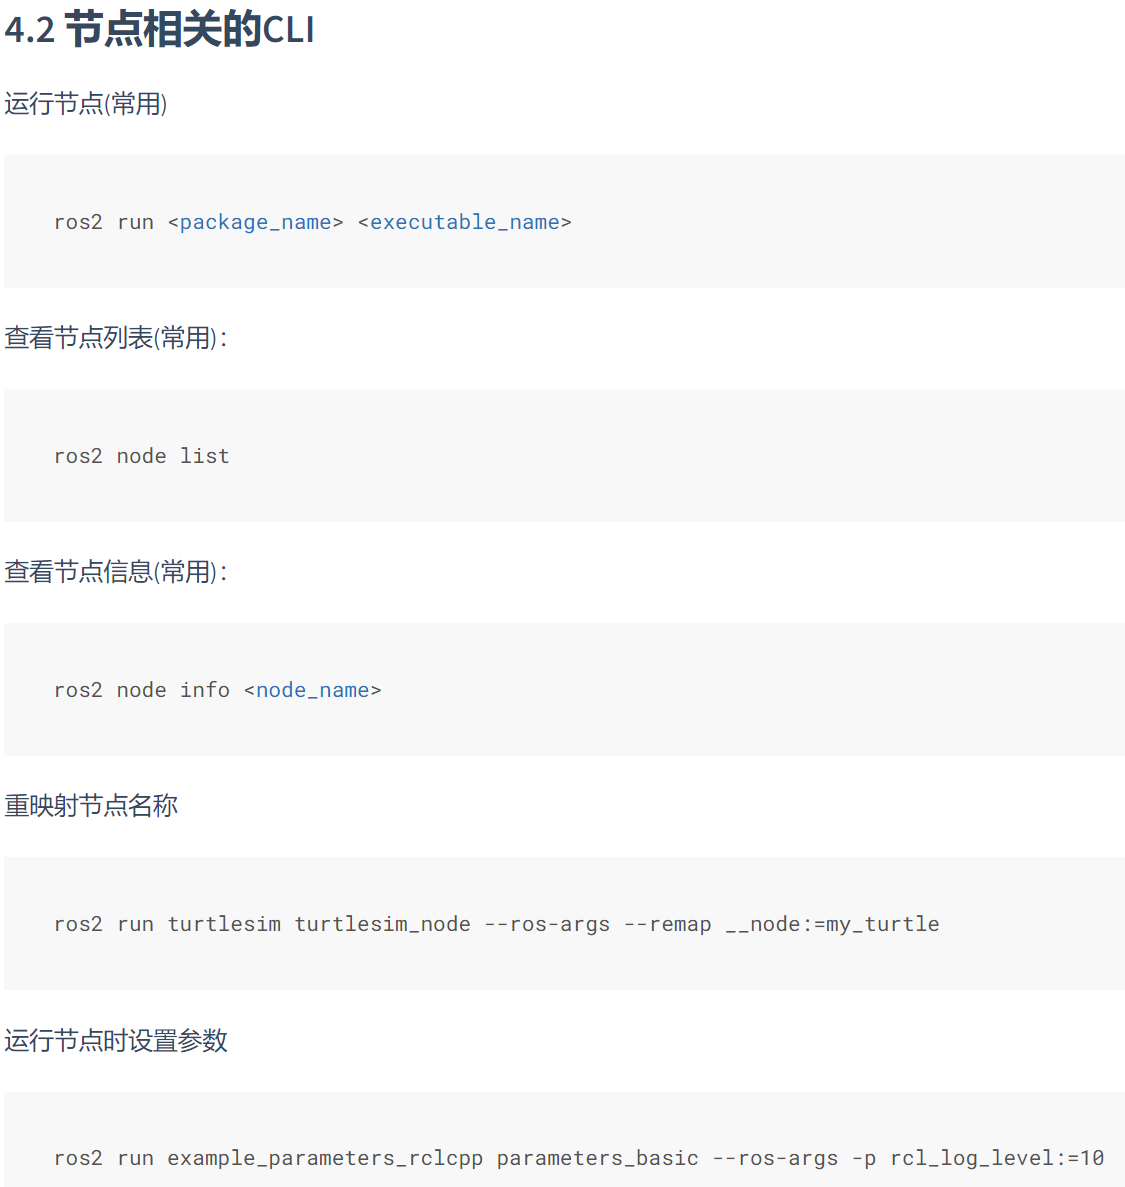 4.2 节点相关的CLI
运行节点(常用)
ros2 run <package_name> <executable_name>
查看节点列表(常用)：
ros2 node list
查看节点信息(常用)：
ros2 node info <node_name>
重映射节点名称
ros2 run turtlesim turtlesim_node --ros-args --remap __node:=my_turtle
运行节点时设置参数
ros2 run example_parameters_rclcpp parameters_basic --ros-args -p rcl_log_level:=10